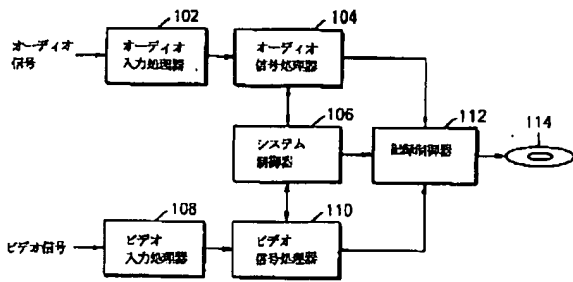 102
104
オーディオ
信号
オーディオ
入力処理器
オーディオ
信号処理器
106
112
114
システム
制御器
記録制御器
108
110
ビデオ信号
ビデオ
入力処理器
ビデオ
信号処理器